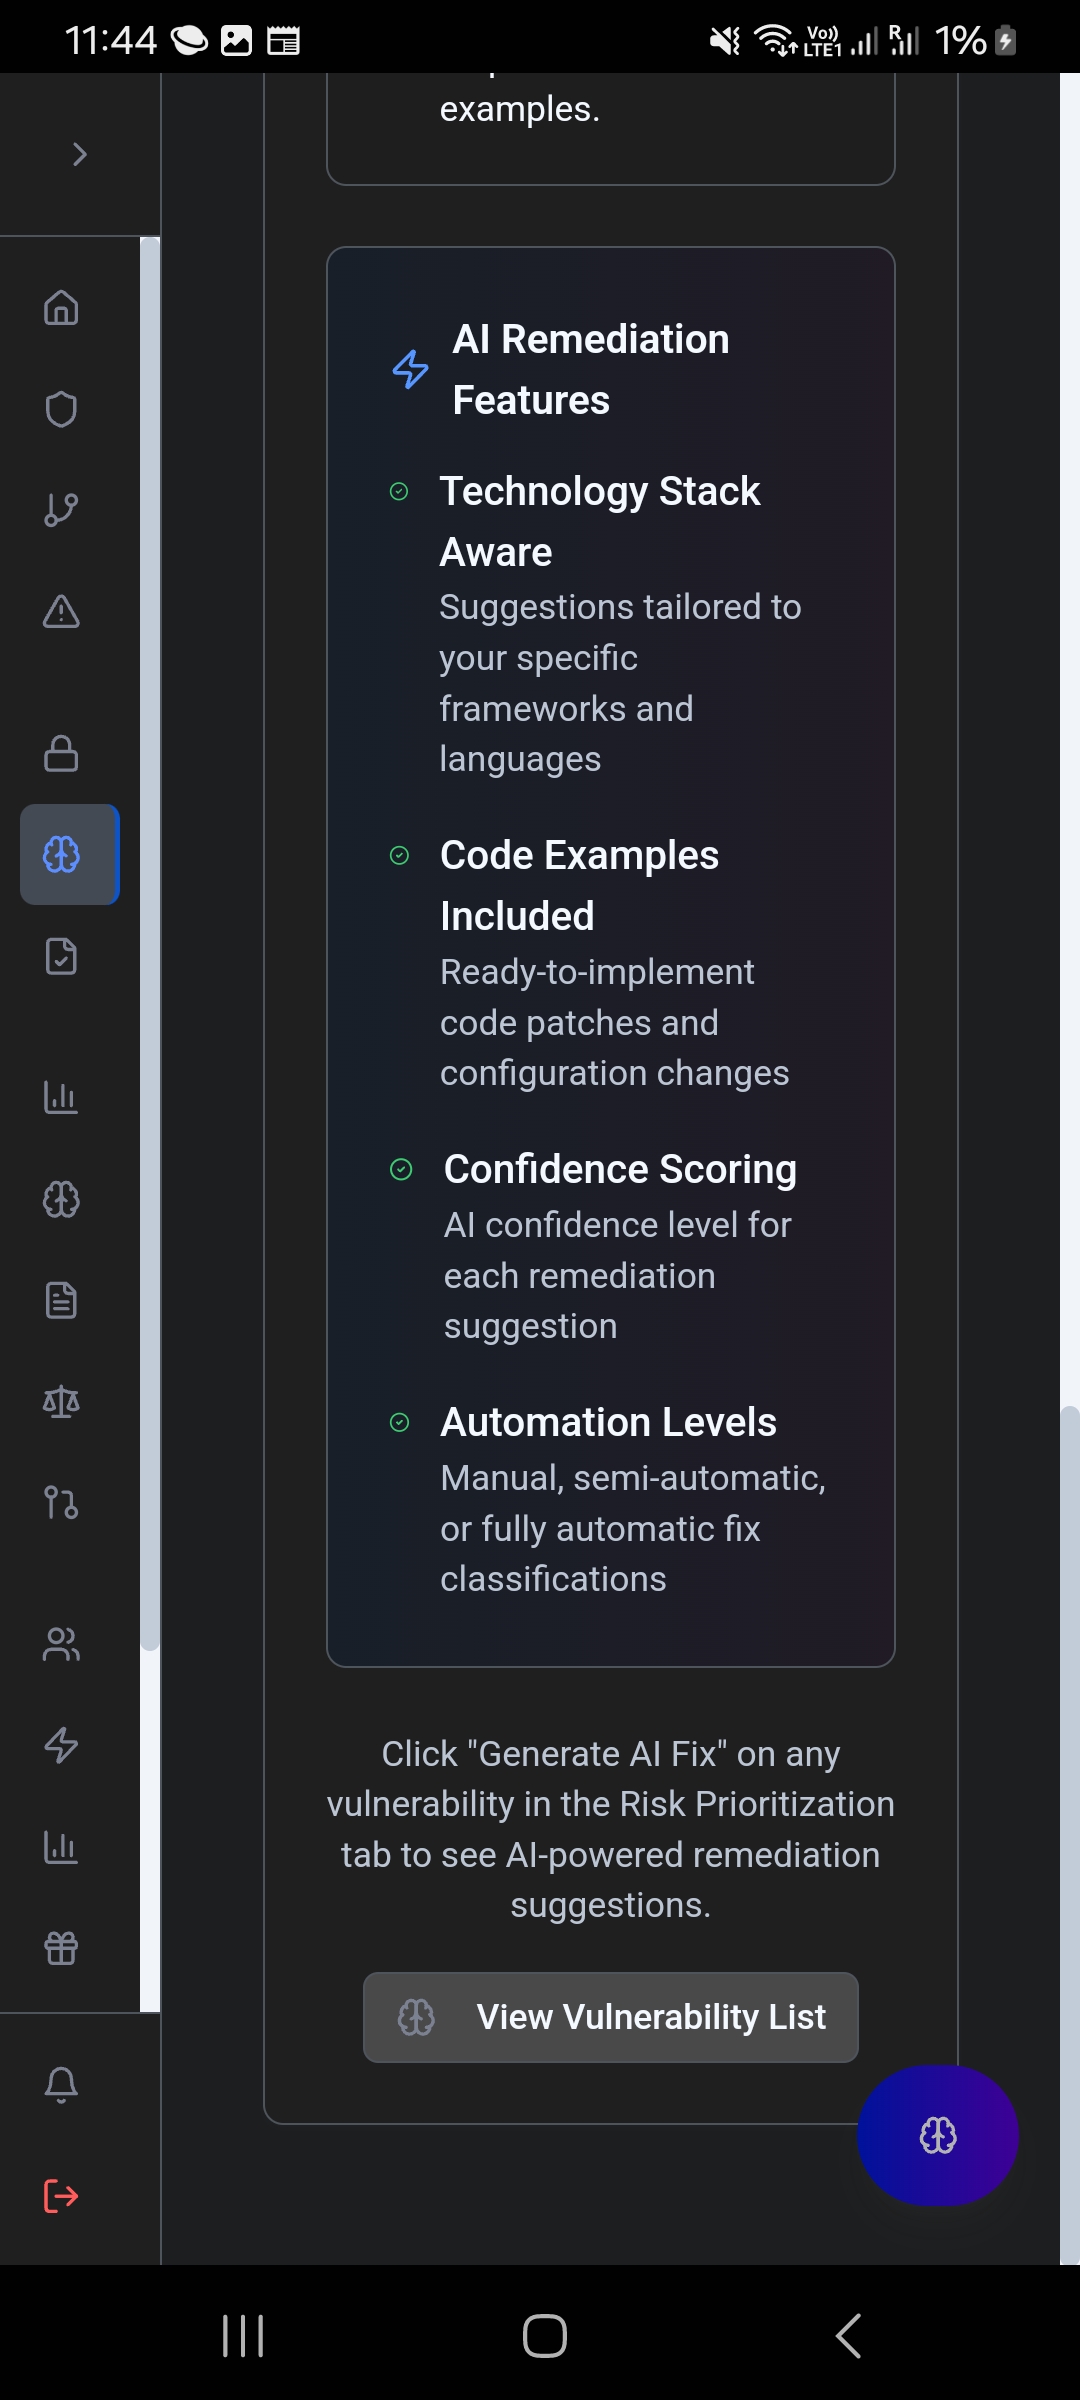 11:44
Vo))
LTE1
R
1%
examples.
AI Remediation
Features
Technology Stack
Aware
Suggestions tailored to
your specific
frameworks and
languages
Code Examples
Included
Ready-to-implement
code patches and
configuration changes
Confidence Scoring
AI confidence level for
each remediation
suggestion
Automation Levels
Manual, semi-automatic,
or fully automatic fix
classifications
Click "Generate AI Fix" on any
vulnerability in the Risk Prioritization
tab to see AI-powered remediation
suggestions.
View Vulnerability List